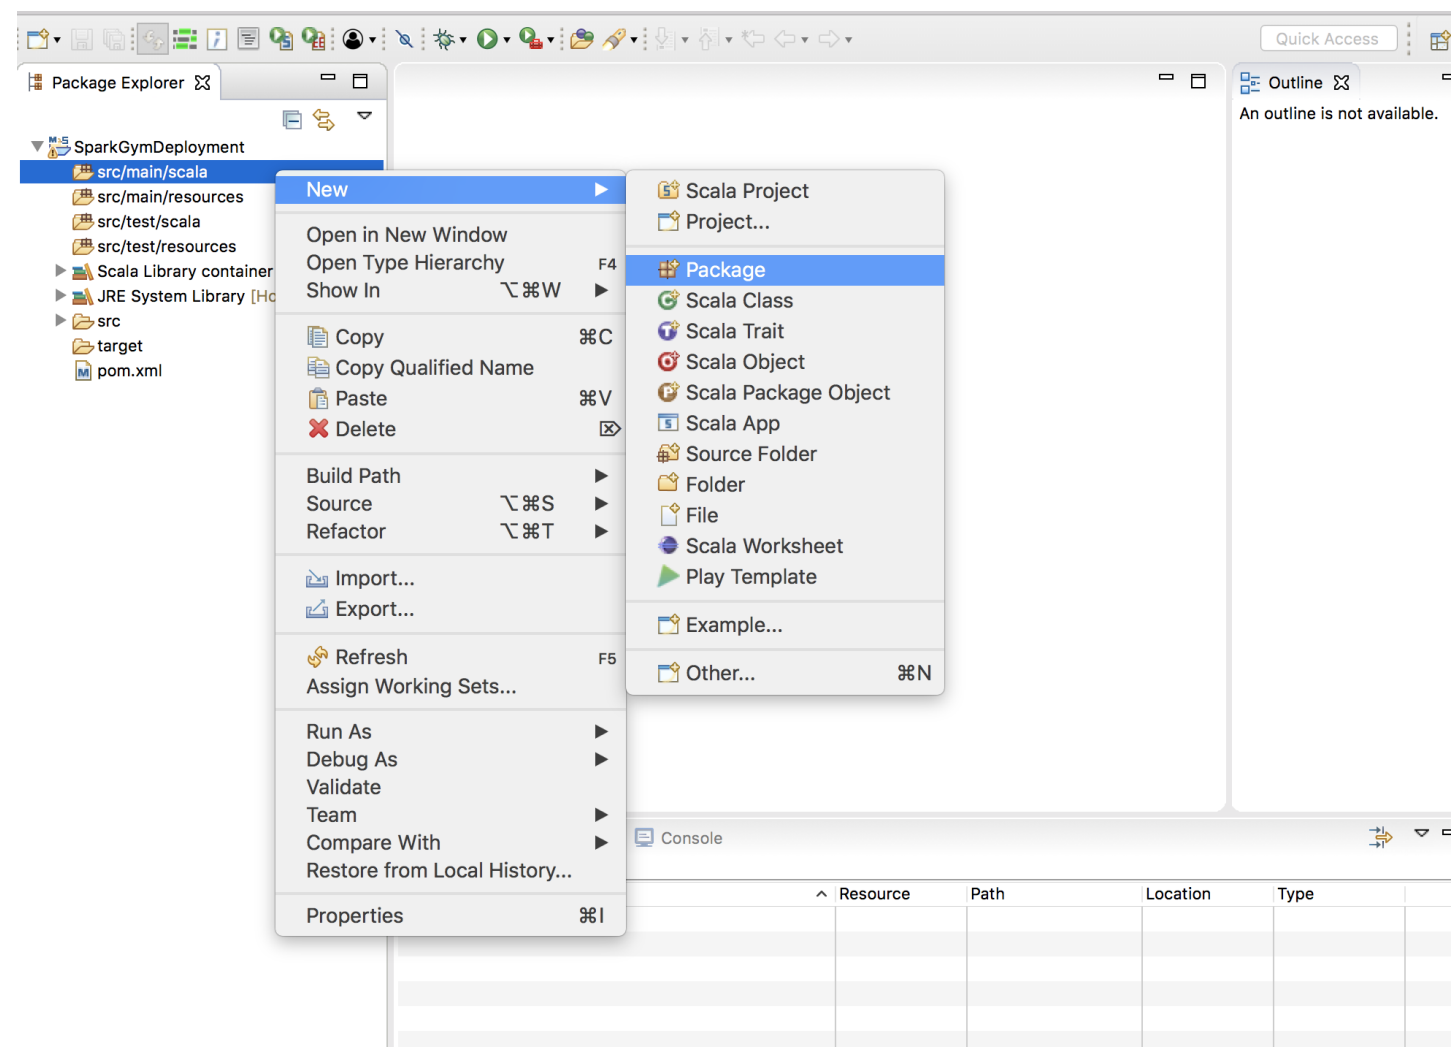 Quick Access
Package Explorer
SparkGymDeployment
src/main/scala
src/main/resources
src/test/scala
src/test/resources
Scala Library container
JRE System Library [Ho
src
target
pom.xml
New
Open in New Window
Open Type Hierarchy F4
Show In ⌥⌘W
Copy ⌘C
Copy Qualified Name
Paste ⌘V
Delete ⌦
Build Path
Source ⌥⌘S
Refactor ⌥⌘T
Import...
Export...
Refresh F5
Assign Working Sets...
Run As
Debug As
Validate
Team
Compare With
Restore from Local History...
Properties ⌘I
Scala Project
Project...
Package
Scala Class
Scala Trait
Scala Object
Scala Package Object
Scala App
Source Folder
Folder
File
Scala Worksheet
Play Template
Example...
Other... ⌘N
Outline
An outline is not available.
Console
Resource Path Location Type